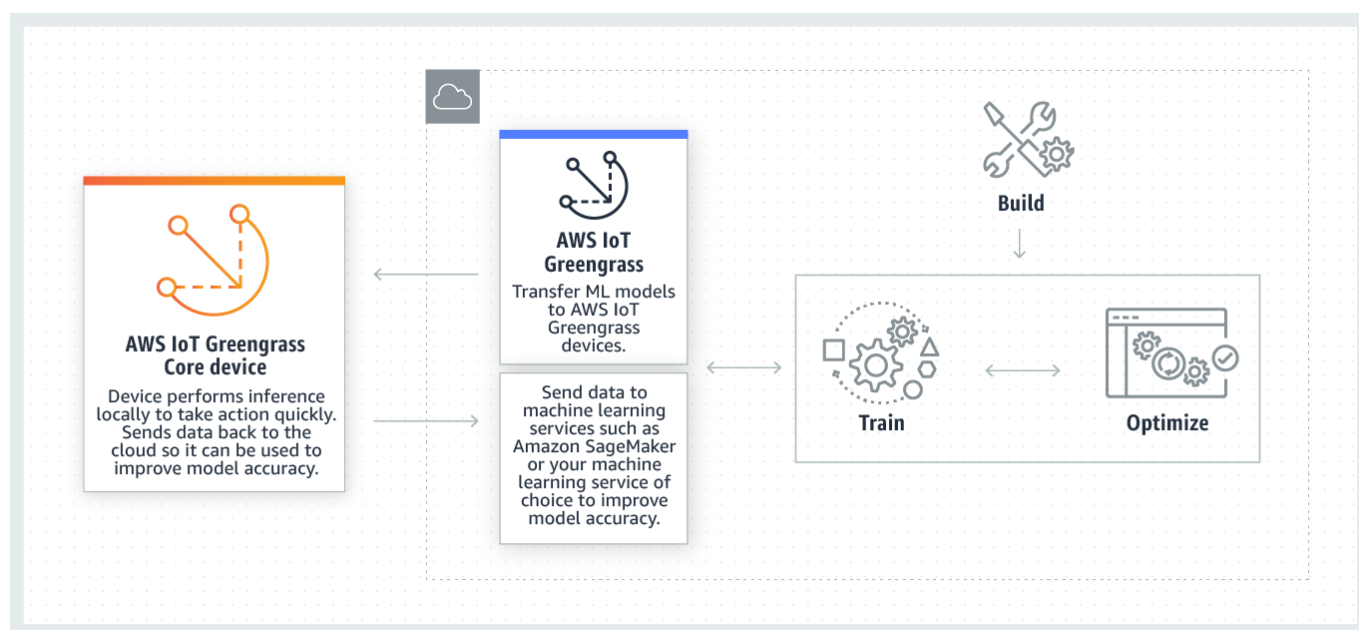 AWS IoT Greengrass
Core device
Device performs inference
locally to take action quickly.
Sends data back to the
cloud so it can be used to
improve model accuracy.
AWS IoT
Greengrass
Transfer ML models
to AWS IoT
Greengrass
devices.
Send data to
machine learning
services such as
Amazon SageMaker
or your machine
learning service of
choice to improve
model accuracy.
Build
Train
Optimize